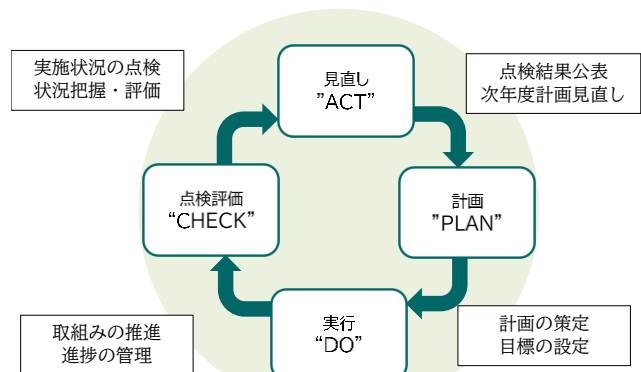 実施状況の点検
状況把握・評価
見直し
”ACT”
点検結果公表
次年度計画見直し
点検評価
“CHECK”
計画
”PLAN”
取組みの推進
進捗の管理
実行
“DO”
計画の策定
目標の設定